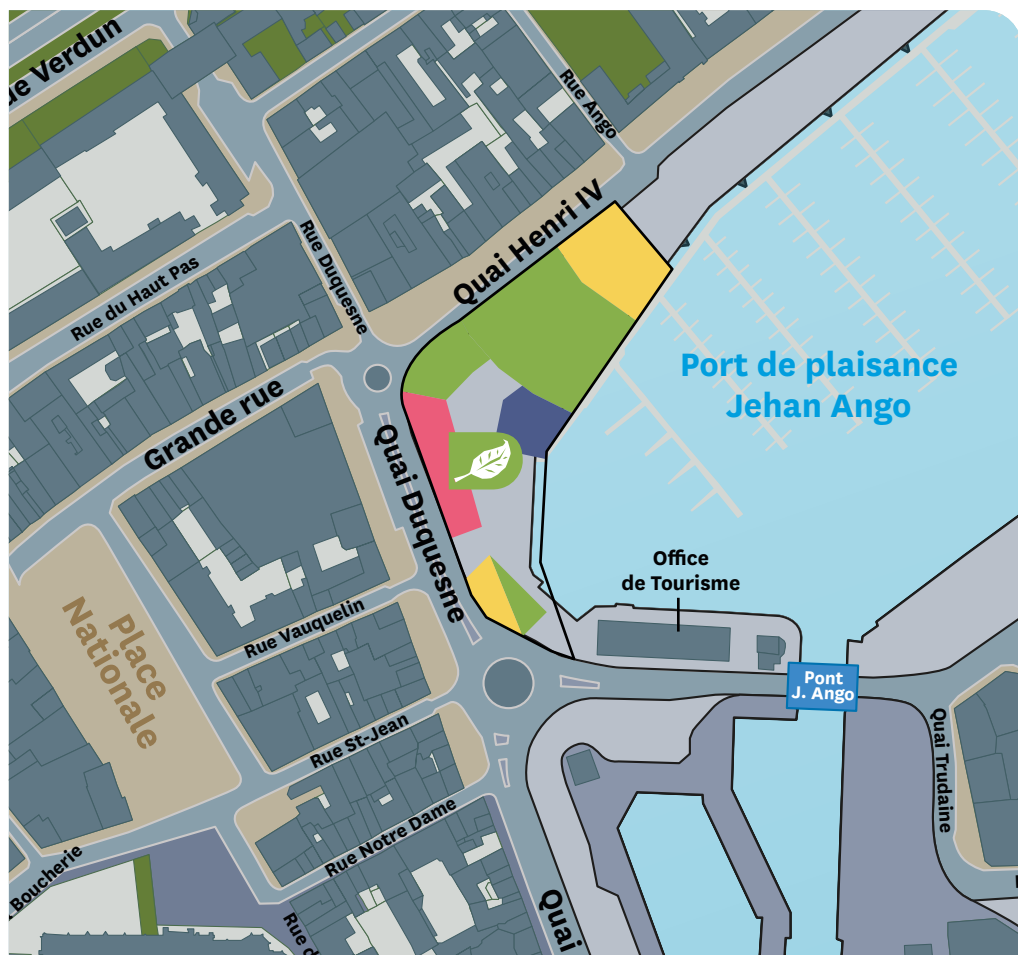 de Verdun
Rue Ango
Quai Henri IV
Rue Duquesne
Rue du Haut Pas
Port de plaisance
Jehan Ango
Grande rue
Quai Duquesne
Office
de Tourisme
Place
Nationale
Rue Vauquelin
Pont
J. Ango
Rue St-Jean
Quai Trudaine
Rue Notre Dame
Boucherie
Quai
Rue d